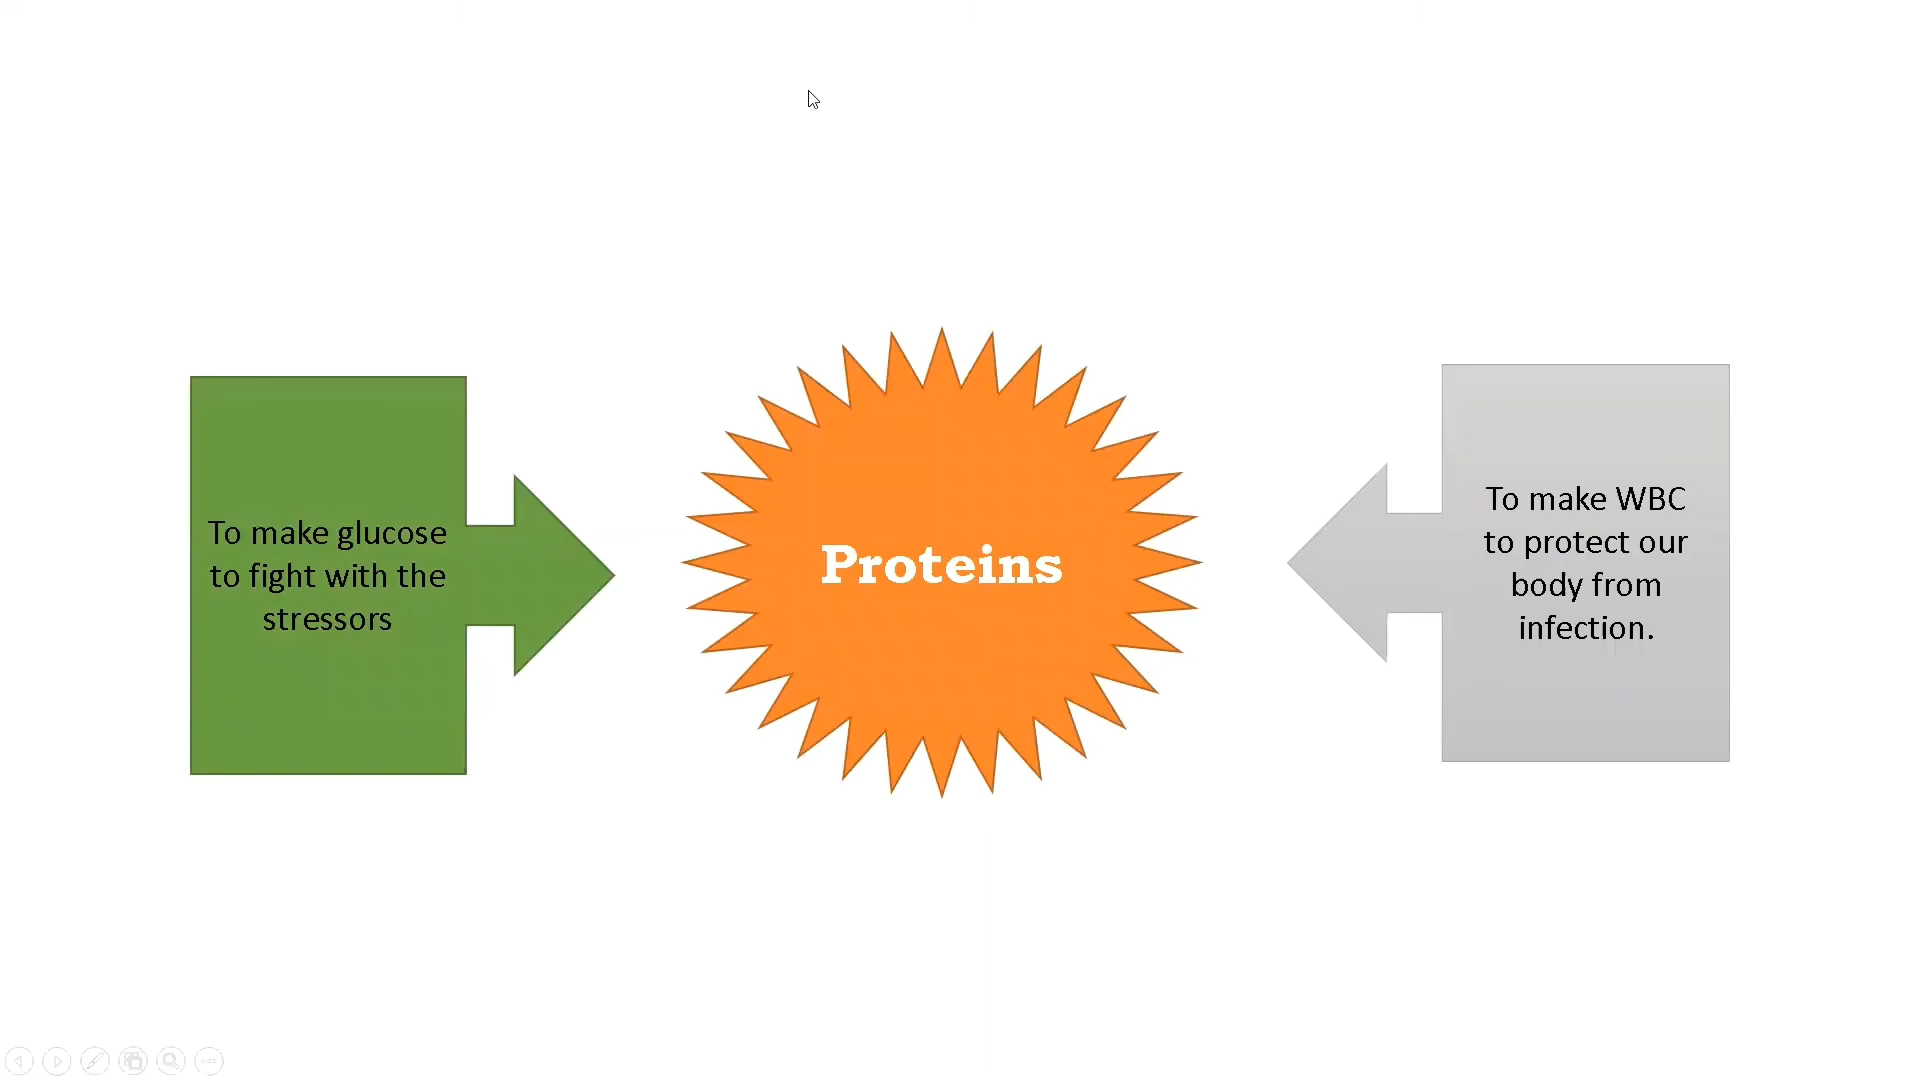 To make glucose
to fight with the
stressors
Proteins
To make WBC
to protect our
body from
infection.